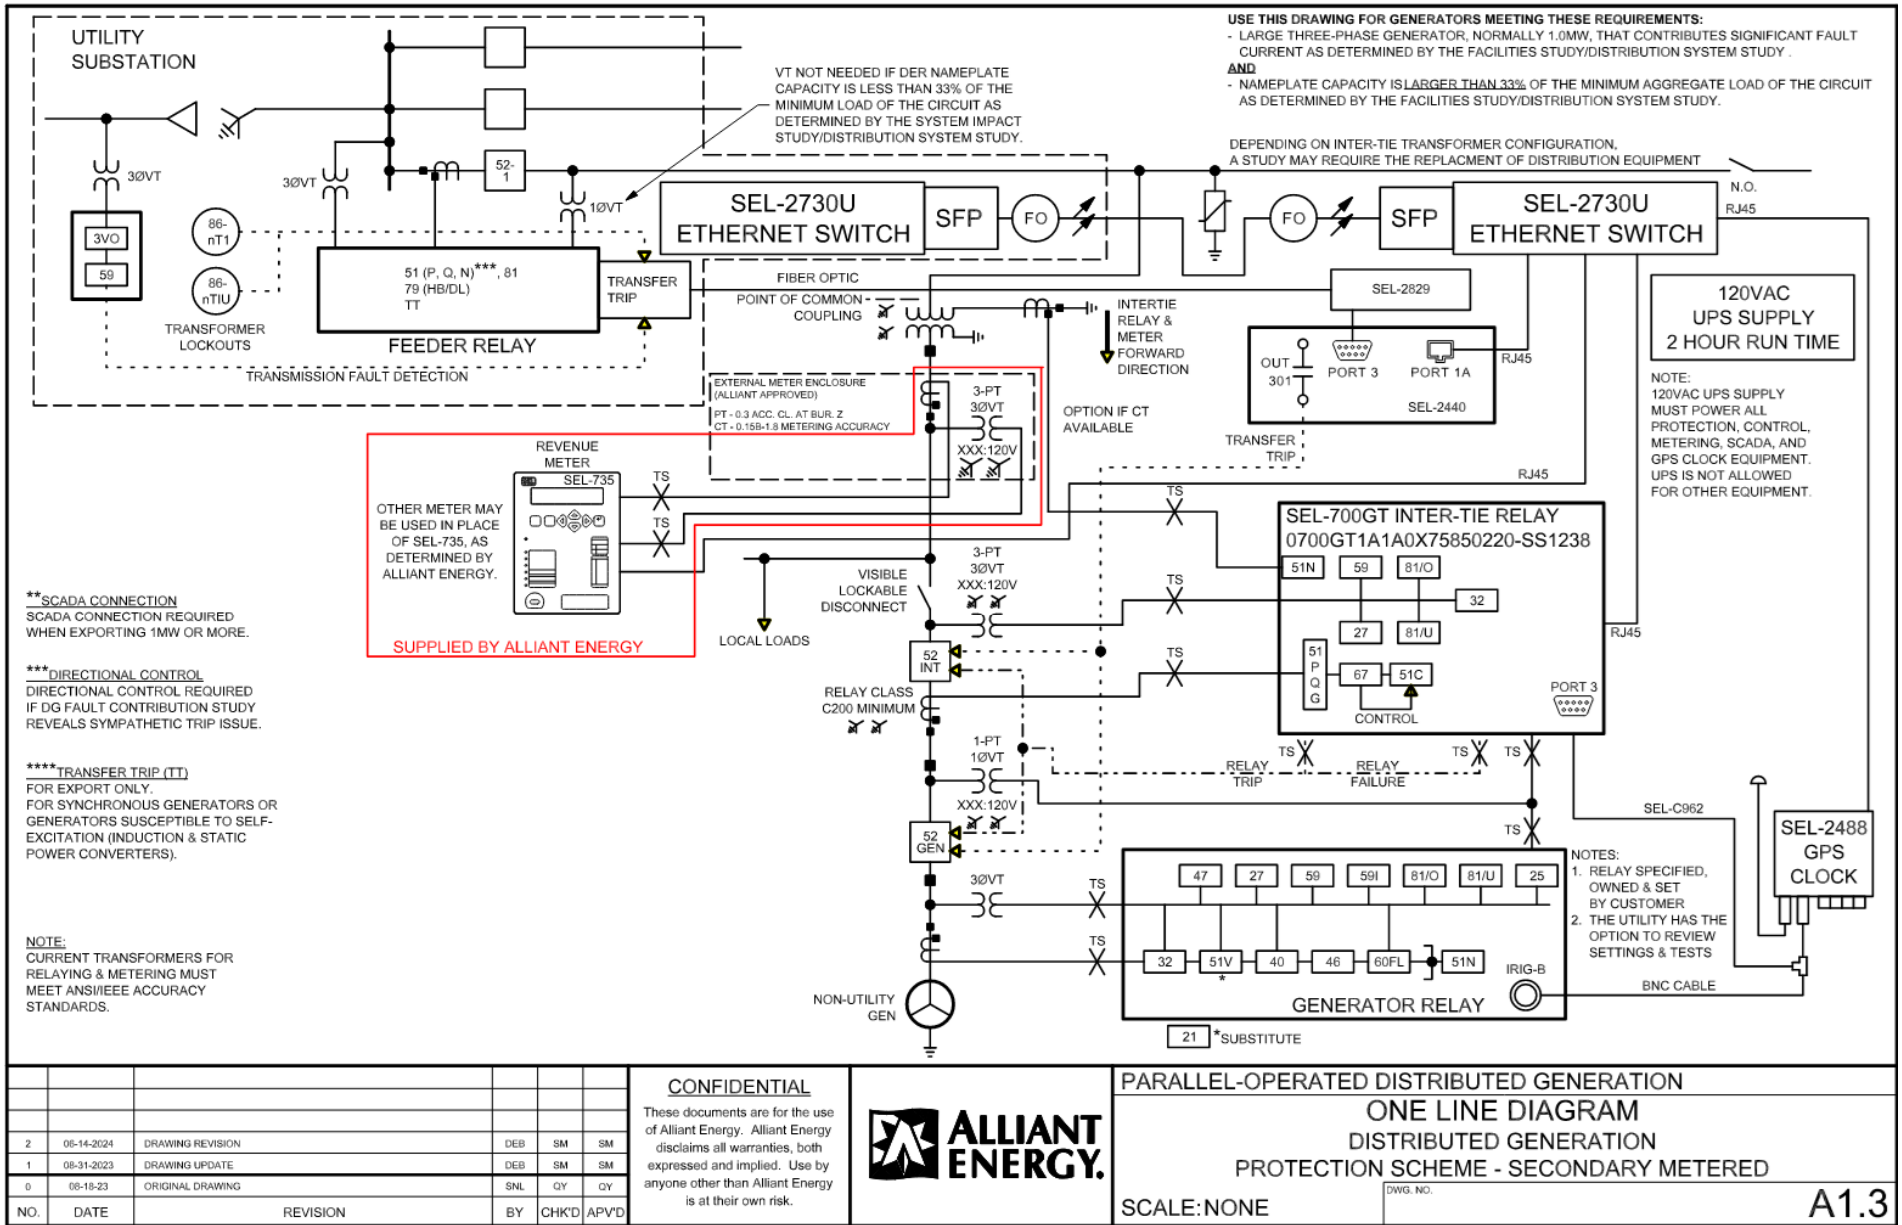 UTILITY
SUBSTATION
3ØVT
3VO
59
86-
nT1
86-
nTIU
TRANSFORMER
LOCKOUTS
3ØVT
52-
1
1ØVT
51 (P, Q, N)***, 81
79 (HB/DL)
TT
TRANSFER
TRIP
FEEDER RELAY
TRANSMISSION FAULT DETECTION
VT NOT NEEDED IF DER NAMEPLATE
CAPACITY IS LESS THAN 33% OF THE
MINIMUM LOAD OF THE CIRCUIT AS
DETERMINED BY THE SYSTEM IMPACT
STUDY/DISTRIBUTION SYSTEM STUDY.
USE THIS DRAWING FOR GENERATORS MEETING THESE REQUIREMENTS:
- LARGE THREE-PHASE GENERATOR, NORMALLY 1.0MW, THAT CONTRIBUTES SIGNIFICANT FAULT
CURRENT AS DETERMINED BY THE FACILITIES STUDY/DISTRIBUTION SYSTEM STUDY .
AND
- NAMEPLATE CAPACITY IS LARGER THAN 33% OF THE MINIMUM AGGREGATE LOAD OF THE CIRCUIT
AS DETERMINED BY THE FACILITIES STUDY/DISTRIBUTION SYSTEM STUDY.
DEPENDING ON INTER-TIE TRANSFORMER CONFIGURATION,
A STUDY MAY REQUIRE THE REPLACMENT OF DISTRIBUTION EQUIPMENT
N.O.
SEL-2730U
ETHERNET SWITCH
SFP
FO
FO
SFP
SEL-2730U
ETHERNET SWITCH
RJ45
FIBER OPTIC
POINT OF COMMON
COUPLING
INTERTIE
RELAY &
METER
FORWARD
DIRECTION
SEL-2829
OUT
301
PORT 3
PORT 1A
SEL-2440
RJ45
120VAC
UPS SUPPLY
2 HOUR RUN TIME
NOTE:
120VAC UPS SUPPLY
MUST POWER ALL
PROTECTION, CONTROL,
METERING, SCADA, AND
GPS CLOCK EQUIPMENT.
UPS IS NOT ALLOWED
FOR OTHER EQUIPMENT.
EXTERNAL METER ENCLOSURE
(ALLIANT APPROVED)
PT - 0.3 ACC. CL. AT BUR. Z
CT - 0.15B-1.8 METERING ACCURACY
3-PT
3ØVT
XXX:120V
OPTION IF CT
AVAILABLE
TRANSFER
TRIP
RJ45
REVENUE
METER
SEL-735
TS
TS
OTHER METER MAY
BE USED IN PLACE
OF SEL-735, AS
DETERMINED BY
ALLIANT ENERGY.
SUPPLIED BY ALLIANT ENERGY
LOCAL LOADS
VISIBLE
LOCKABLE
DISCONNECT
3-PT
3ØVT
XXX:120V
52
INT
RELAY CLASS
C200 MINIMUM
1-PT
1ØVT
XXX:120V
52
GEN
3ØVT
NON-UTILITY
GEN
TS
TS
TS
SEL-700GT INTER-TIE RELAY
0700GT1A1A0X75850220-SS1238
51N
59
81/O
32
27
81/U
51
P
Q
G
67
51C
CONTROL
PORT 3
RJ45
TS
TS
TS
RELAY
TRIP
RELAY
FAILURE
TS
SEL-C962
SEL-2488
GPS
CLOCK
TS
TS
47
27
59
59I
81/O
81/U
25
32
51V
*
40
46
60FL
51N
IRIG-B
GENERATOR RELAY
21
*SUBSTITUTE
NOTES:
1. RELAY SPECIFIED,
OWNED & SET
BY CUSTOMER
2. THE UTILITY HAS THE
OPTION TO REVIEW
SETTINGS & TESTS
BNC CABLE
**SCADA CONNECTION
SCADA CONNECTION REQUIRED
WHEN EXPORTING 1MW OR MORE.
***DIRECTIONAL CONTROL
DIRECTIONAL CONTROL REQUIRED
IF DG FAULT CONTRIBUTION STUDY
REVEALS SYMPATHETIC TRIP ISSUE.
****TRANSFER TRIP (TT)
FOR EXPORT ONLY.
FOR SYNCHRONOUS GENERATORS OR
GENERATORS SUSCEPTIBLE TO SELF-
EXCITATION (INDUCTION & STATIC
POWER CONVERTERS).
NOTE:
CURRENT TRANSFORMERS FOR
RELAYING & METERING MUST
MEET ANSI/IEEE ACCURACY
STANDARDS.
2 06-14-2024 DRAWING REVISION DEB SM SM
1 08-31-2023 DRAWING UPDATE DEB SM SM
0 08-18-23 ORIGINAL DRAWING SNL QY QY
NO. DATE REVISION BY CHK'D APV'D
CONFIDENTIAL
These documents are for the use
of Alliant Energy. Alliant Energy
disclaims all warranties, both
expressed and implied. Use by
anyone other than Alliant Energy
is at their own risk.
ALLIANT
ENERGY.
PARALLEL-OPERATED DISTRIBUTED GENERATION
ONE LINE DIAGRAM
DISTRIBUTED GENERATION
PROTECTION SCHEME - SECONDARY METERED
SCALE: NONE
DWG. NO.
A1.3